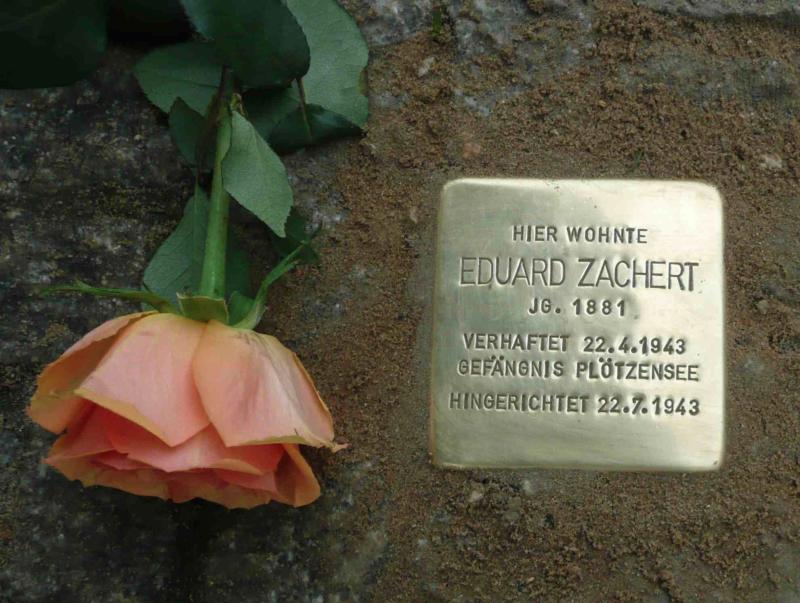 HIER WOHNTE
EDUARD ZACHERT
JG. 1881
VERHAFTET 22.4.1943
GEFÄNGNIS PLÖTZENSEE
HINGERICHTET 22.7.1943